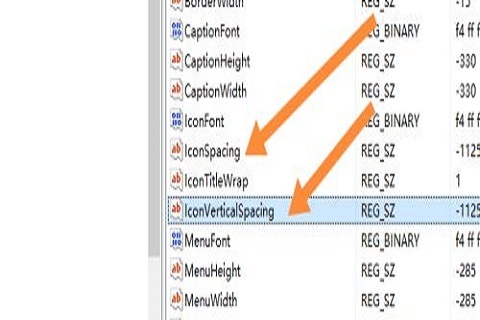 BorderWidth REG_SZ -15
CaptionFont REG_BINARY f4 ff f
CaptionHeight REG_SZ -330
CaptionWidth REG_SZ -330
IconFont REG_BINARY f4 ff f
IconSpacing REG_SZ -1125
IconTitleWrap REG_SZ 1
IconVerticalSpacing REG_SZ -1125
MenuFont REG_BINARY f4 ff f
MenuHeight REG_SZ -285
MenuWidth REG_SZ -285